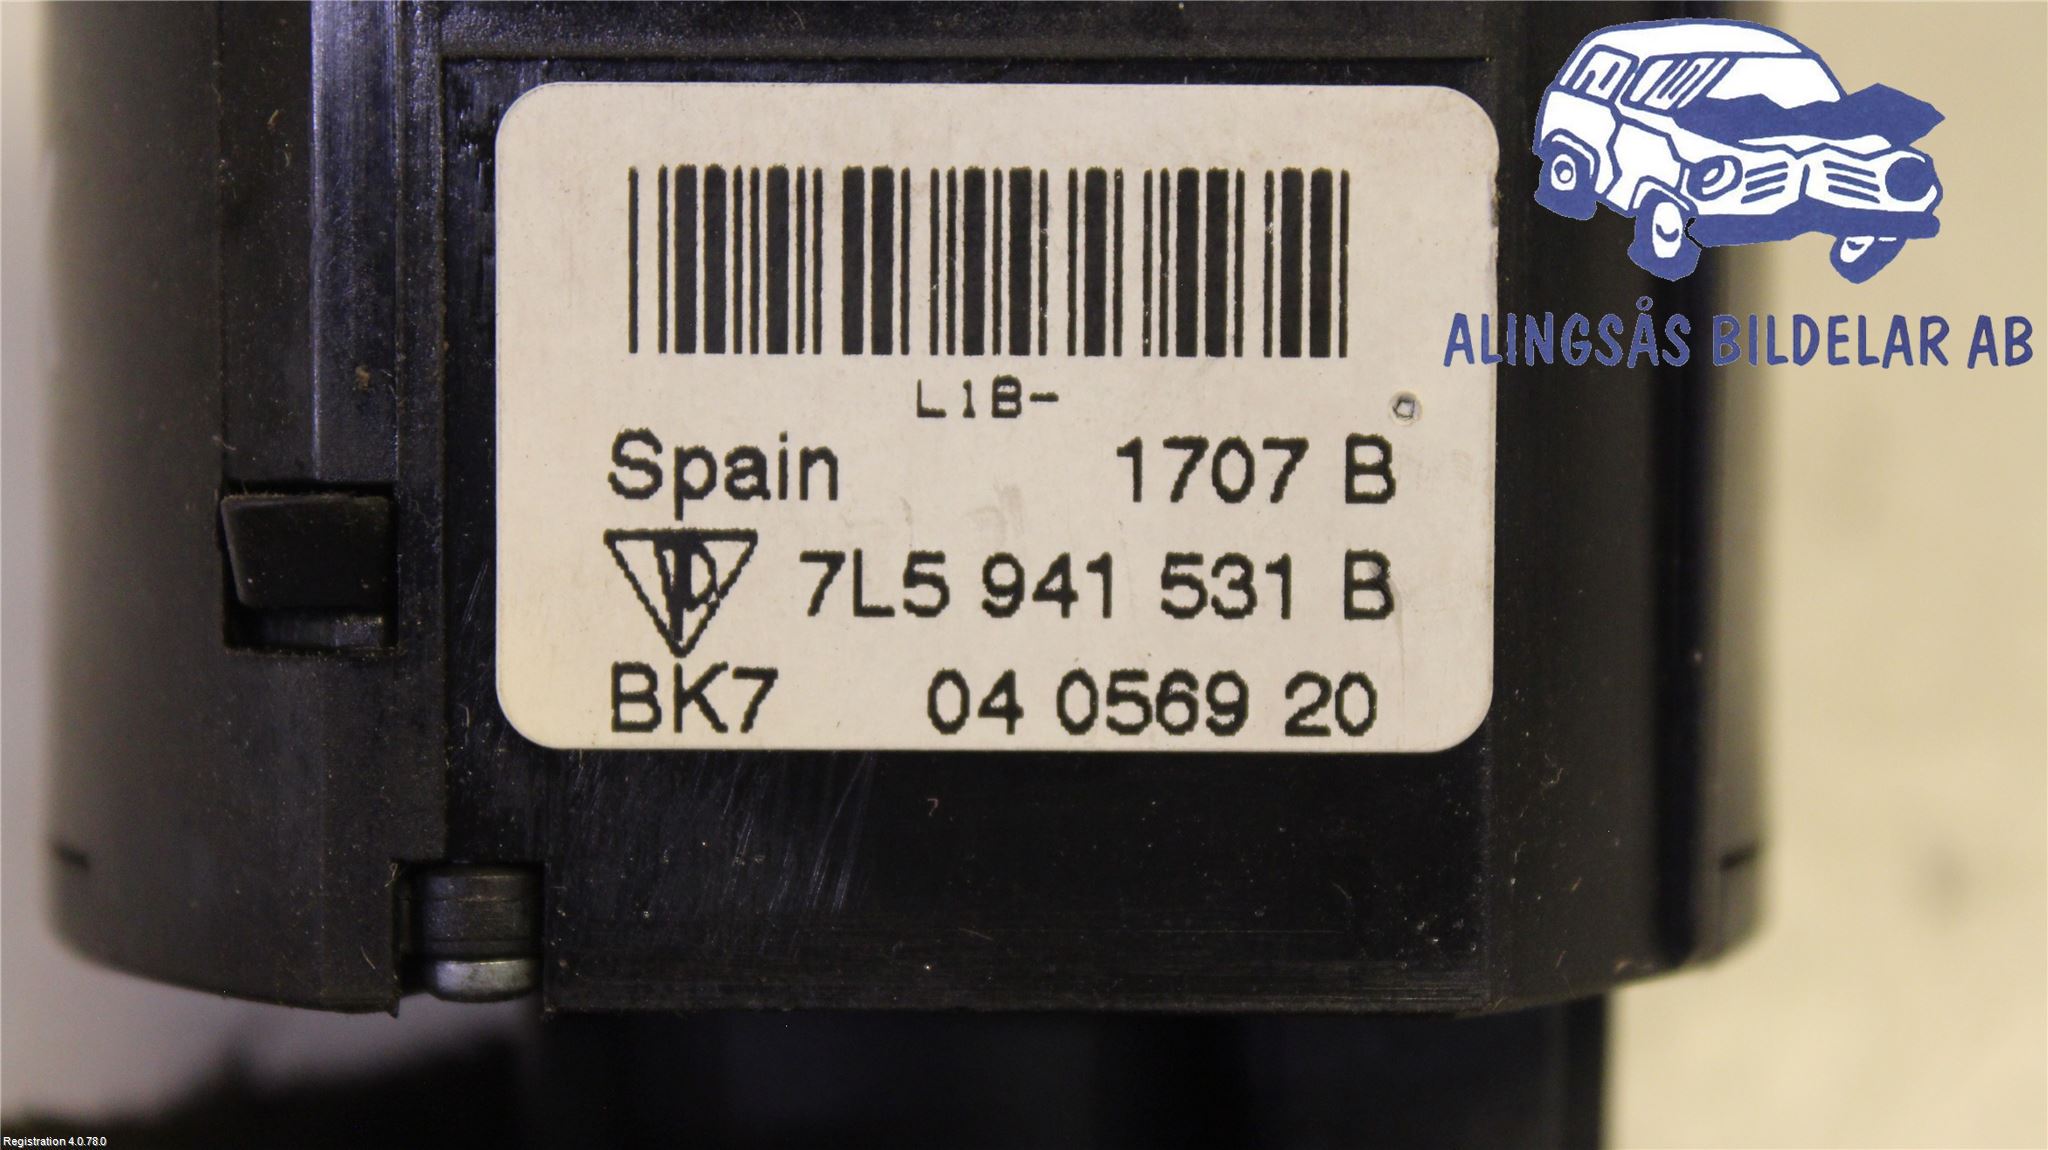 ALINGSÅS BILDELAR AB
L1B-
Spain 1707 B
7L5 941 531 B
BK7 04 0569 20
Registration 4.0.78.0